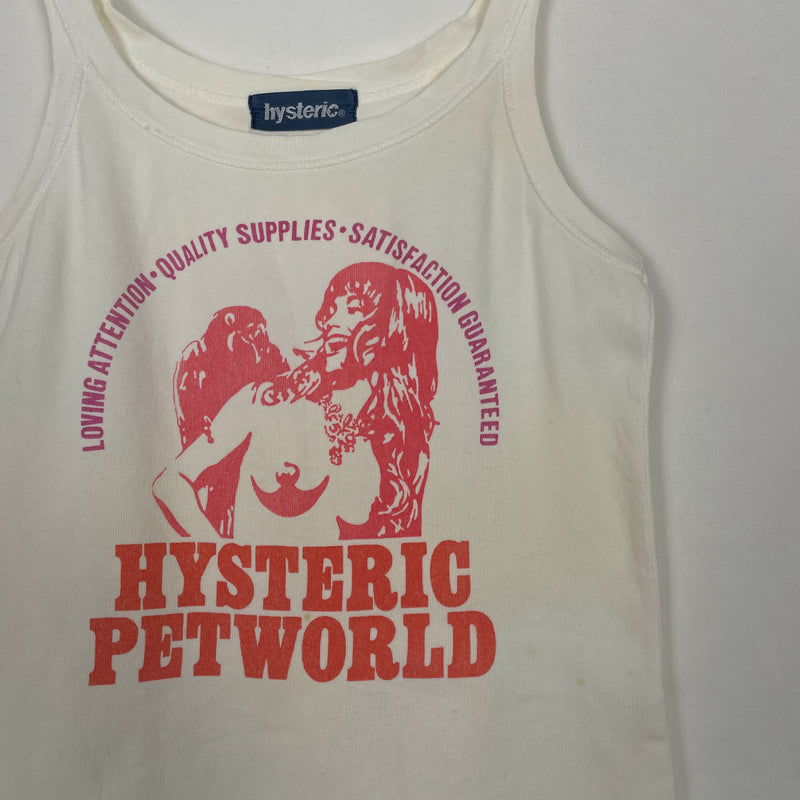 hysteric®
LOVING ATTENTION • QUALITY SUPPLIES • SATISFACTION GUARANTEED
HYSTERIC
PETWORLD